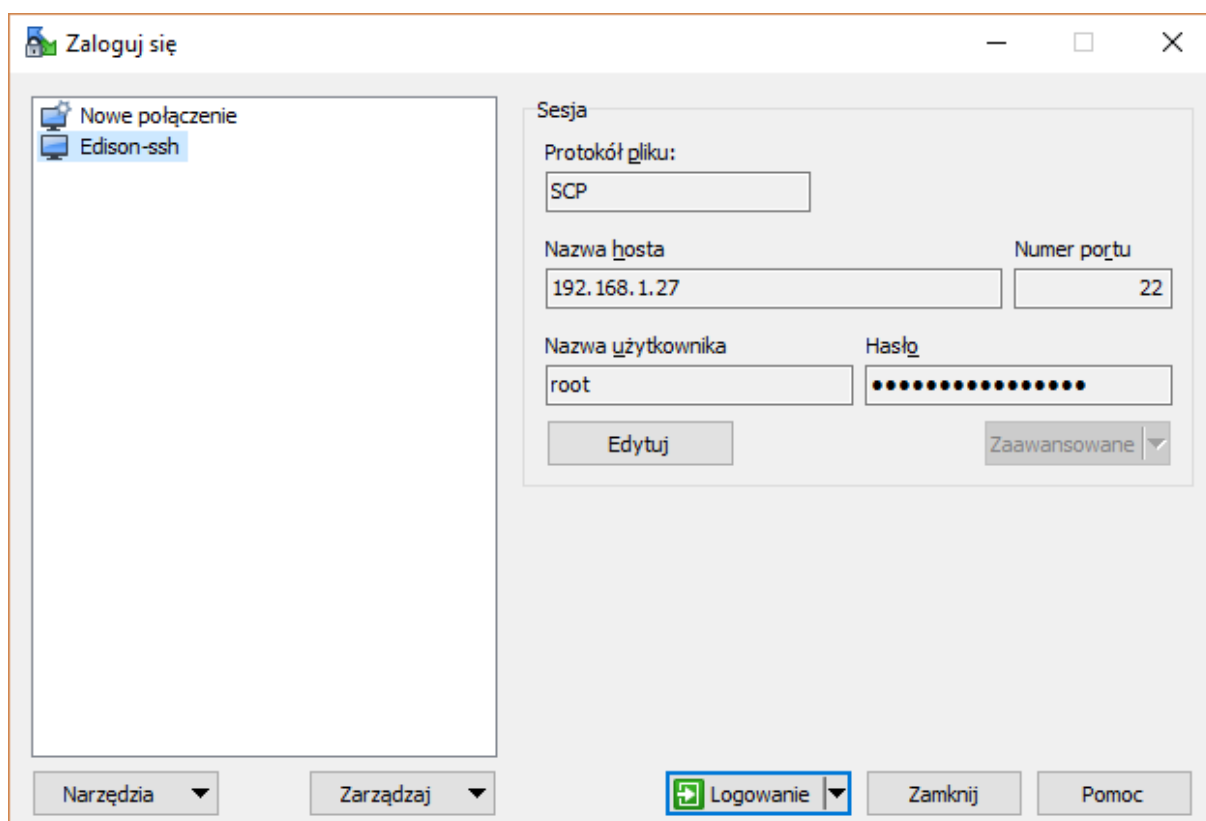 Zaloguj się
Nowe połączenie
Edison-ssh
Sesja
Protokół pliku:
SCP
Nazwa hosta
Numer portu
192.168.1.27
22
Nazwa użytkownika
Hasło
root
••••••••••••••••
Edytuj
Zaawansowane
Narzędzia
Zarządzaj
Logowanie
Zamknij
Pomoc